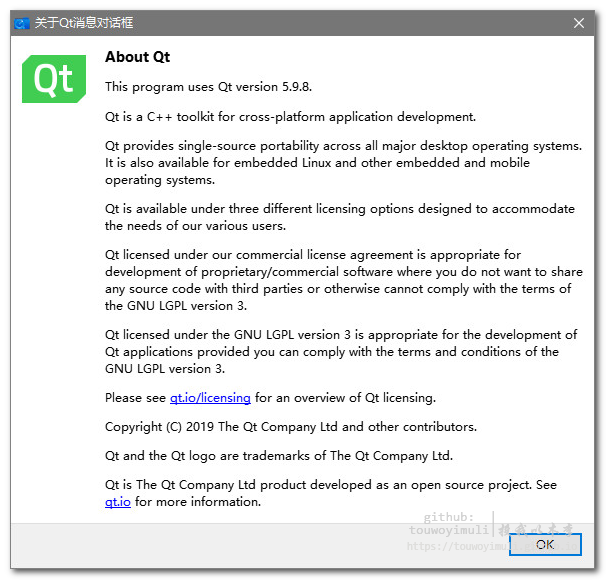 关于Qt消息对话框
Qt
About Qt
This program uses Qt version 5.9.8.
Qt is a C++ toolkit for cross-platform application development.
Qt provides single-source portability across all major desktop operating systems.
It is also available for embedded Linux and other embedded and mobile
operating systems.
Qt is available under three different licensing options designed to accommodate
the needs of our various users.
Qt licensed under our commercial license agreement is appropriate for
development of proprietary/commercial software where you do not want to share
any source code with third parties or otherwise cannot comply with the terms of
the GNU LGPL version 3.
Qt licensed under the GNU LGPL version 3 is appropriate for the development of
Qt applications provided you can comply with the terms and conditions of the
GNU LGPL version 3.
Please see qt.io/licensing for an overview of Qt licensing.
Copyright (C) 2019 The Qt Company Ltd and other contributors.
Qt and the Qt logo are trademarks of The Qt Company Ltd.
Qt is The Qt Company Ltd product developed as an open source project. See
qt.io for more information.
github:
touwoyimuli
OK